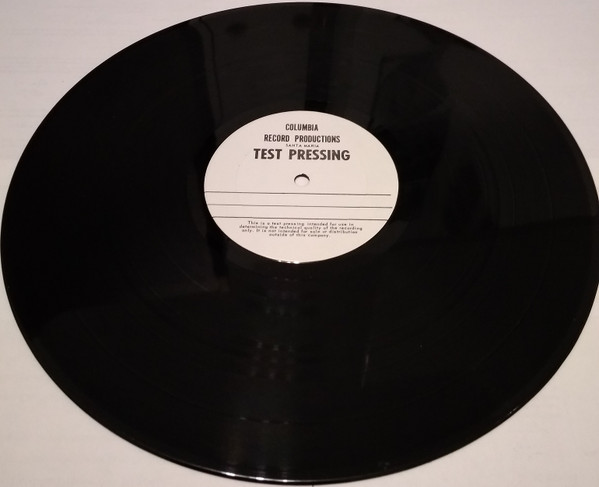 COLUMBIA
RECORD PRODUCTIONS
SANTA MARIA
TEST PRESSING
This is a test pressing intended for use in
determining the technical quality of the recording
only. It is not intended for sale or distribution
outside of this company.